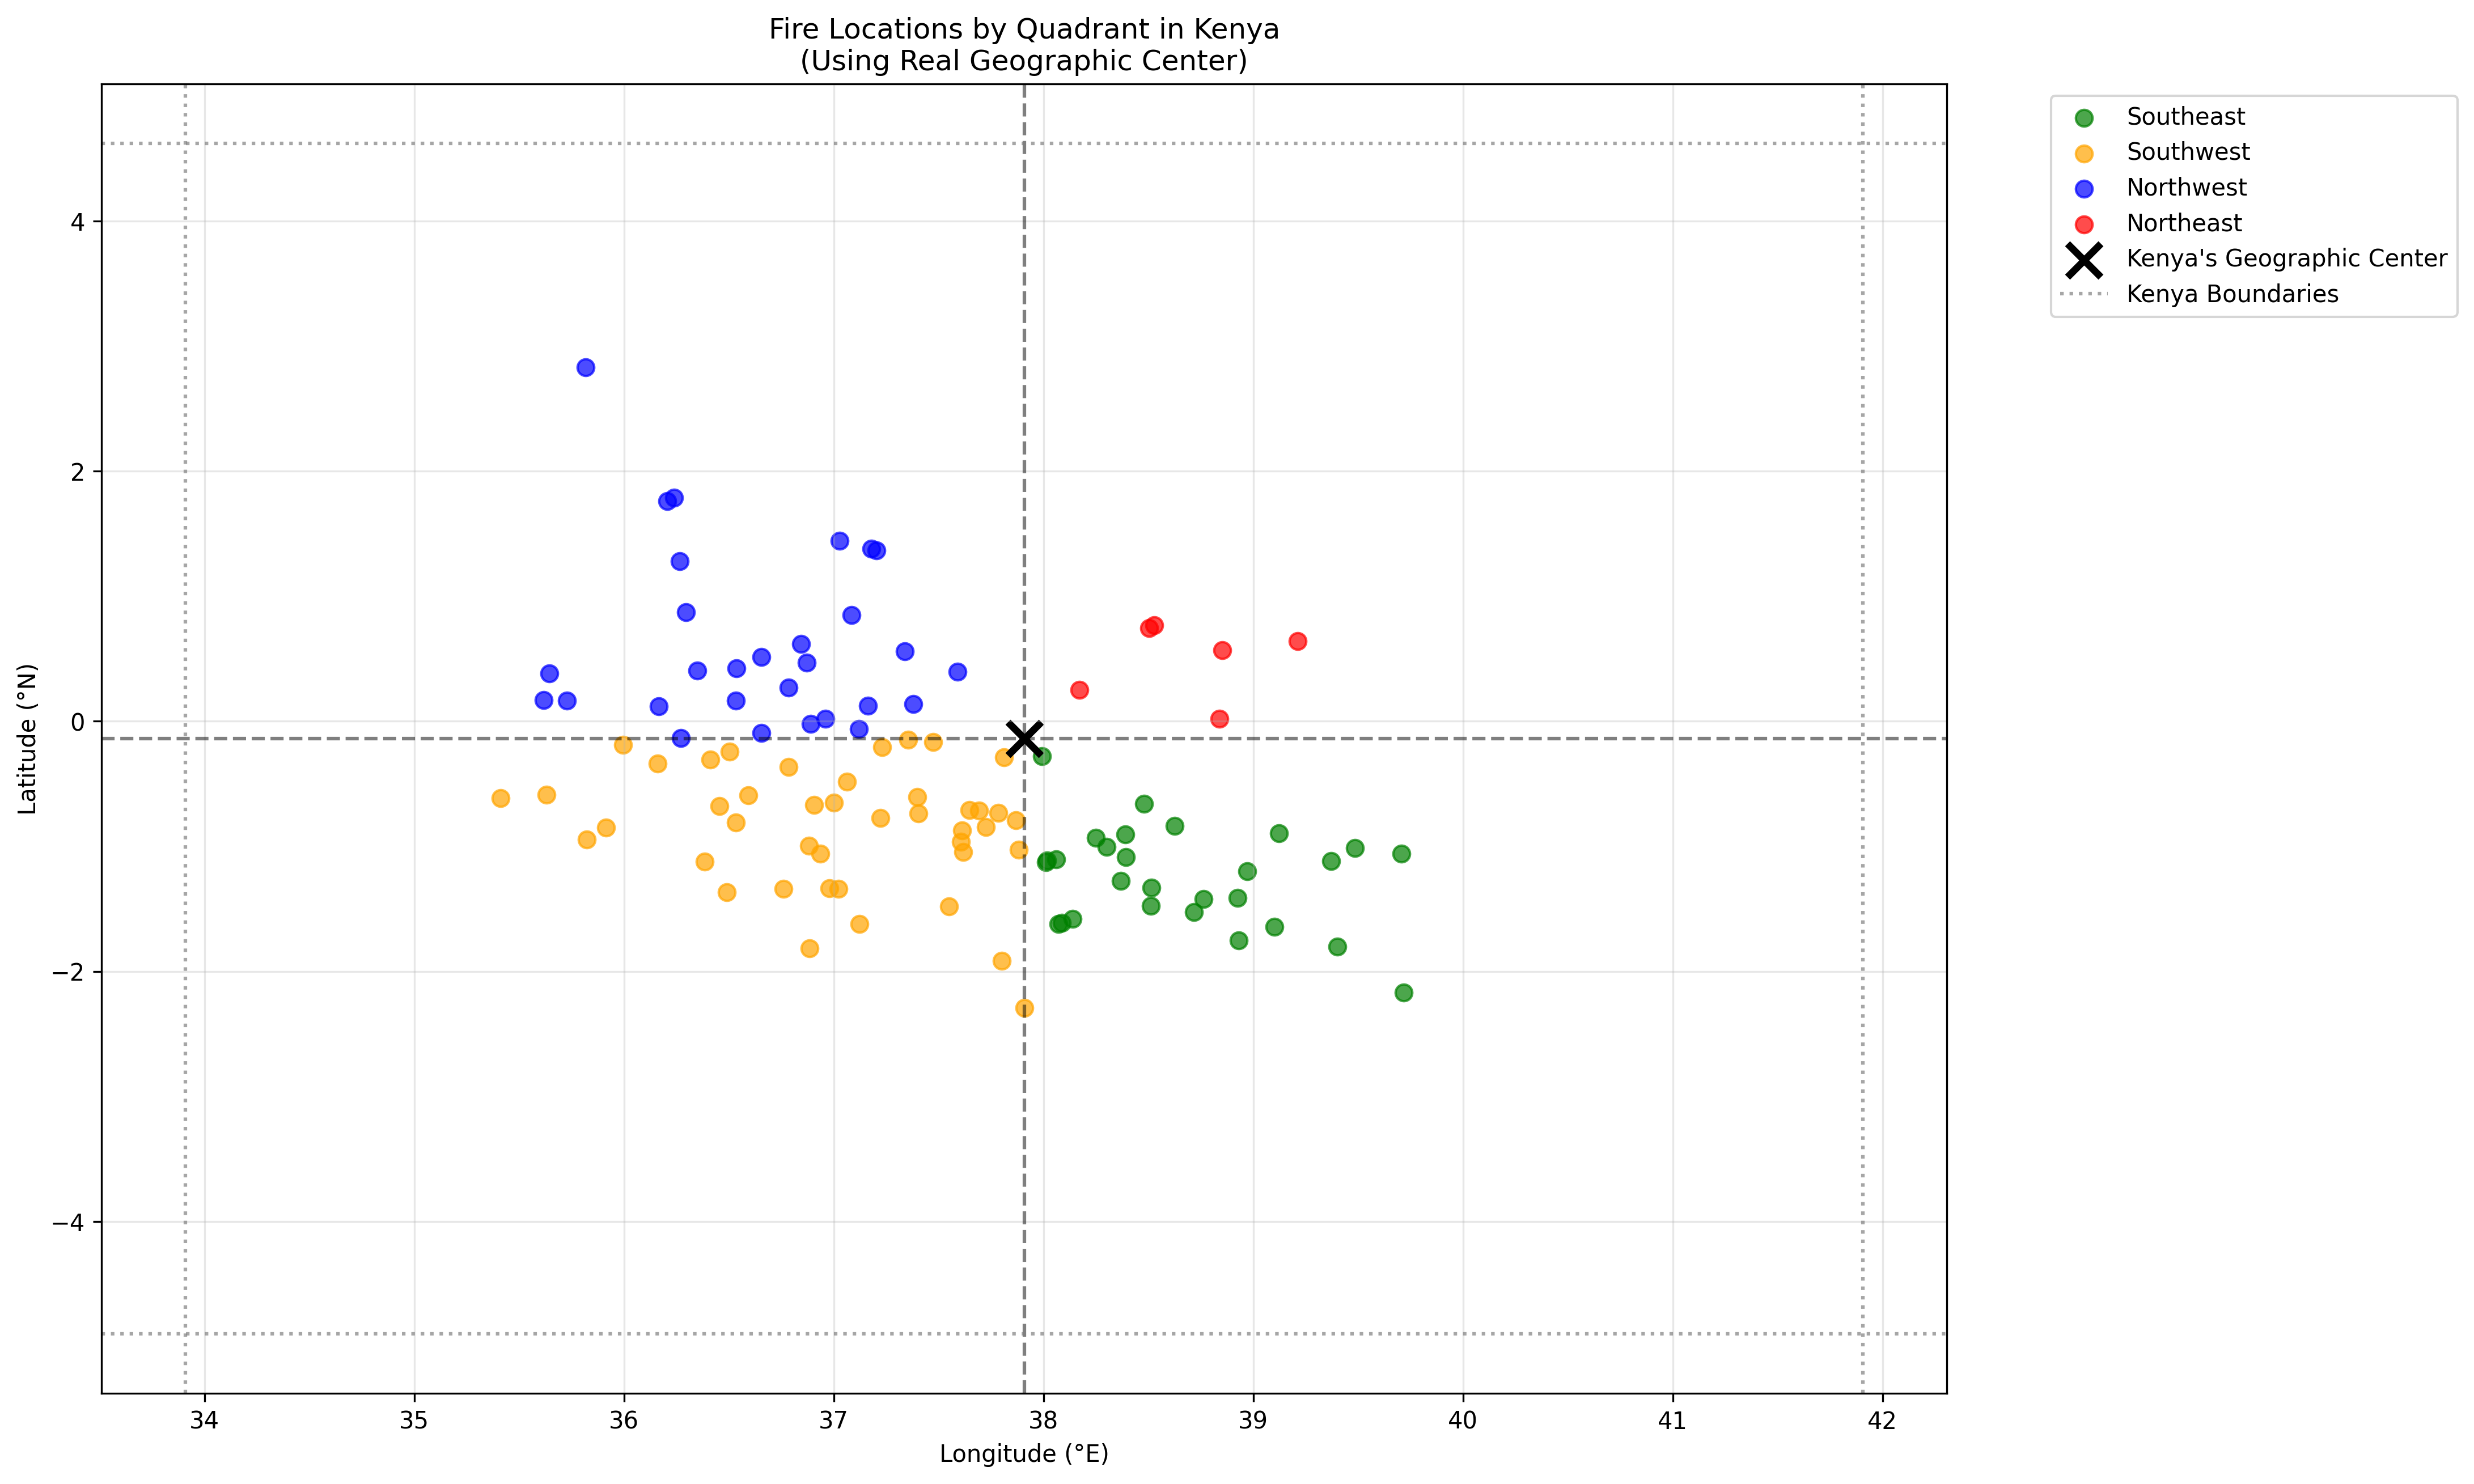 Fire Locations by Quadrant in Kenya
(Using Real Geographic Center)
Southeast
Southwest
Northwest
Northeast
Kenya's Geographic Center
Kenya Boundaries
Latitude (°N)
4
2
0
−2
−4
34
35
36
37
38
39
40
41
42
Longitude (°E)